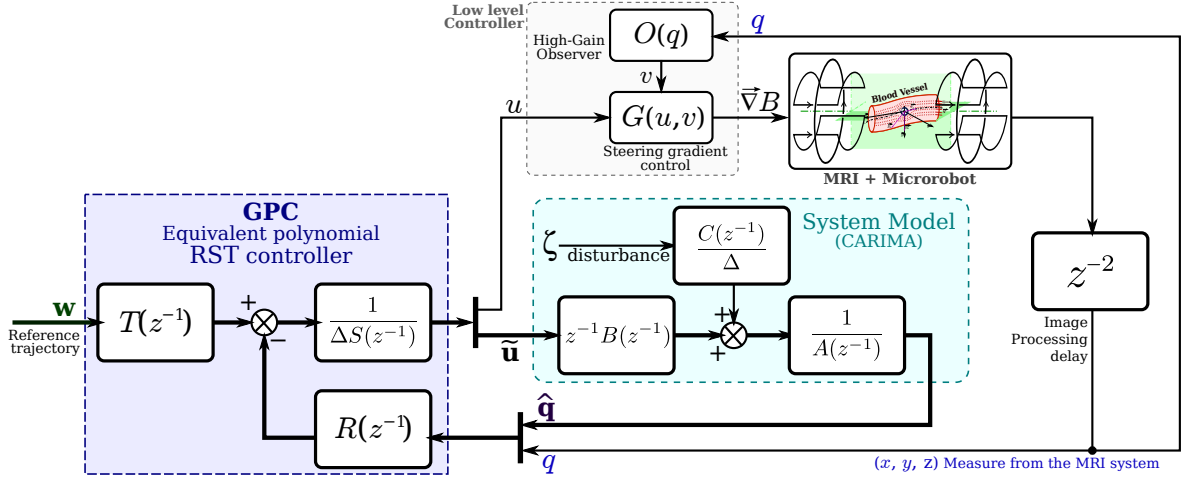 Low level
Controller
O(q)
q
High-Gain
Observer
v
u
G(u,v)
∇⃗B
Steering gradient
control
Blood Vessel
MRI + Microrobot
GPC
Equivalent polynomial
RST controller
System Model
(CARIMA)
ζ
disturbance
C(z⁻¹)
Δ
z⁻²
w
Reference
trajectory
T(z⁻¹)
+
−
1
ΔS(z⁻¹)
ũ
z⁻¹B(z⁻¹)
+
+
1
A(z⁻¹)
Image
Processing
delay
R(z⁻¹)
q̂
q
(x, y, z) Measure from the MRI system